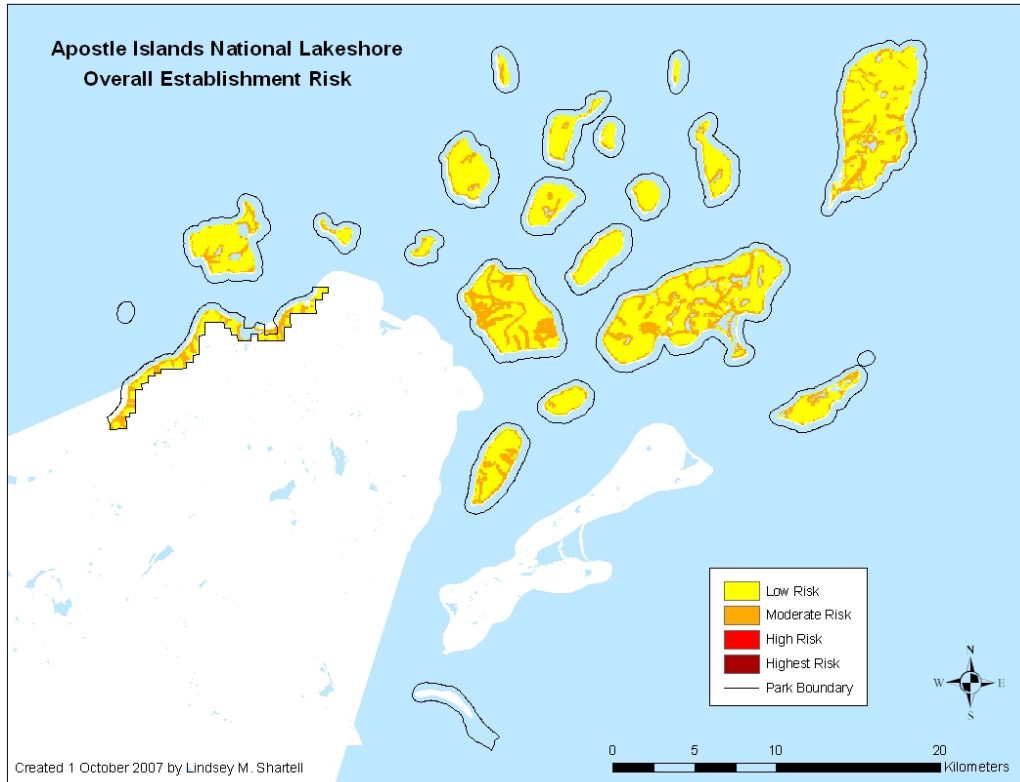 Apostle Islands National Lakeshore
Overall Establishment Risk
Low Risk
Moderate Risk
High Risk
Highest Risk
Park Boundary
N
W E
S
0 5 10 20
Kilometers
Created 1 October 2007 by Lindsey M. Shartell